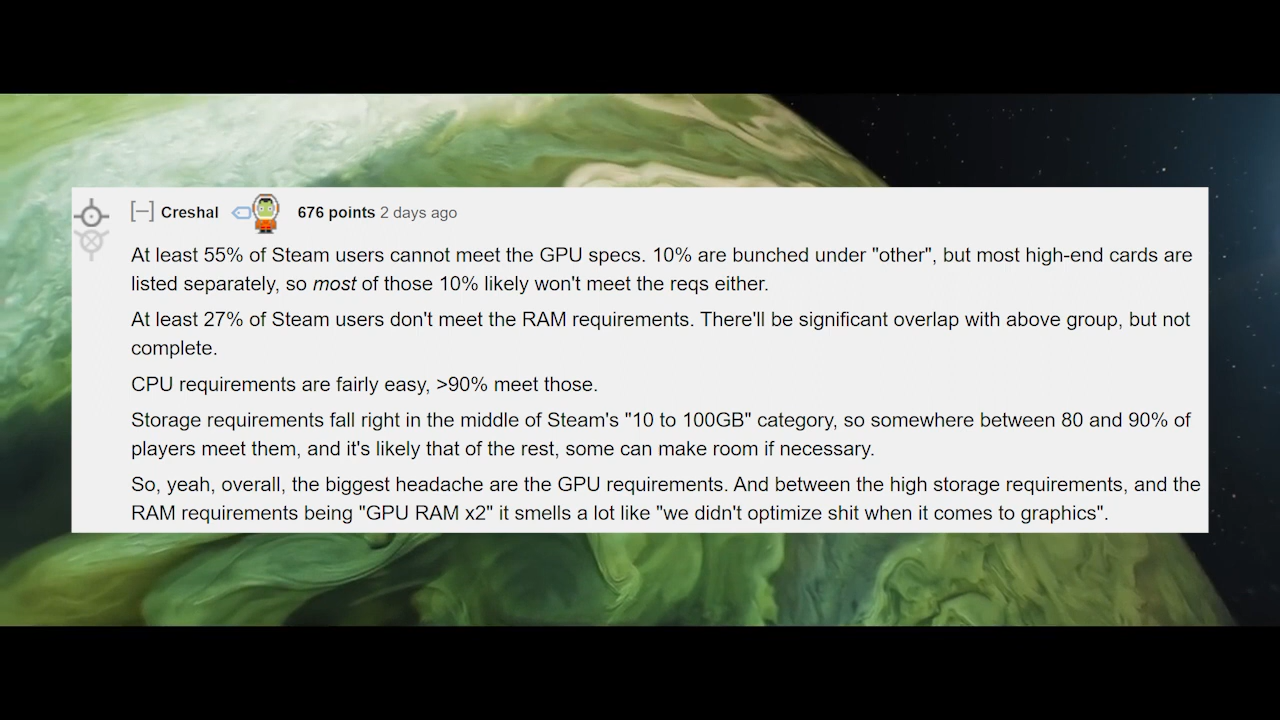 [–] Creshal 676 points 2 days ago
At least 55% of Steam users cannot meet the GPU specs. 10% are bunched under "other", but most high-end cards are
listed separately, so most of those 10% likely won't meet the reqs either.
At least 27% of Steam users don't meet the RAM requirements. There'll be significant overlap with above group, but not
complete.
CPU requirements are fairly easy, >90% meet those.
Storage requirements fall right in the middle of Steam's "10 to 100GB" category, so somewhere between 80 and 90% of
players meet them, and it's likely that of the rest, some can make room if necessary.
So, yeah, overall, the biggest headache are the GPU requirements. And between the high storage requirements, and the
RAM requirements being "GPU RAM x2" it smells a lot like "we didn't optimize shit when it comes to graphics".